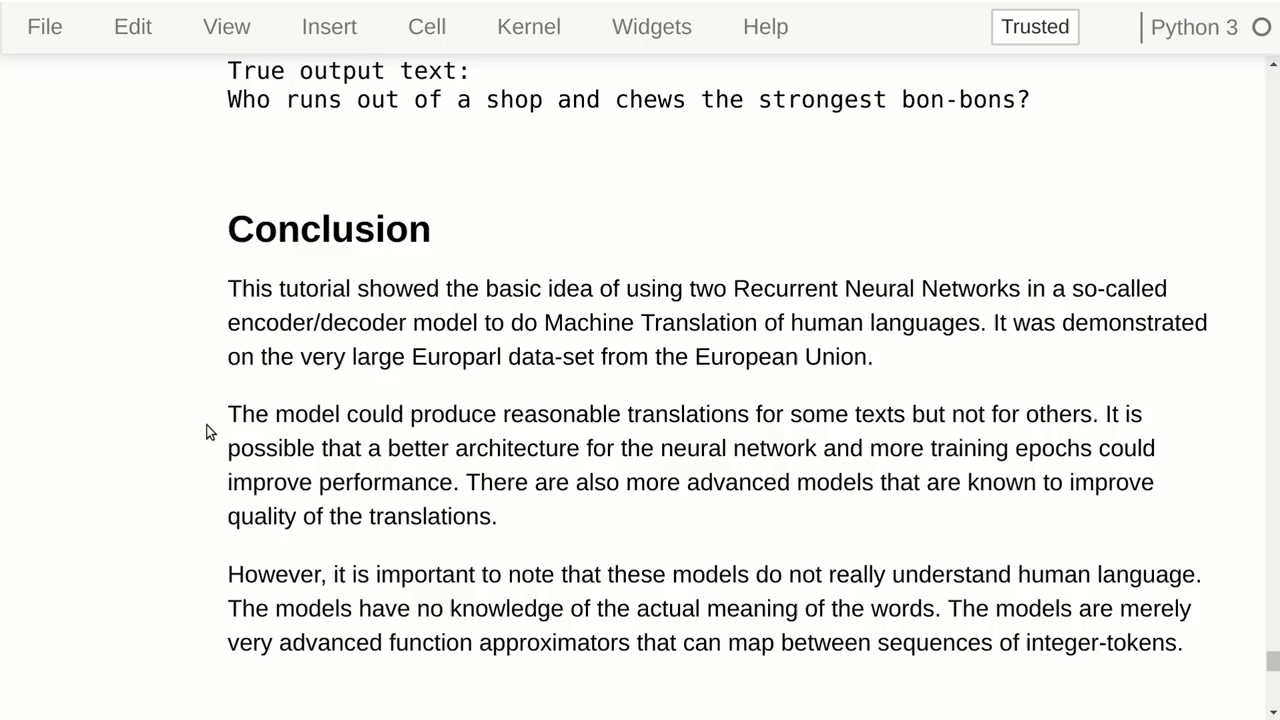 File Edit View Insert Cell Kernel Widgets Help Trusted Python 3
True output text:
Who runs out of a shop and chews the strongest bon-bons?
Conclusion
This tutorial showed the basic idea of using two Recurrent Neural Networks in a so-called
encoder/decoder model to do Machine Translation of human languages. It was demonstrated
on the very large Europarl data-set from the European Union.
The model could produce reasonable translations for some texts but not for others. It is
possible that a better architecture for the neural network and more training epochs could
improve performance. There are also more advanced models that are known to improve
quality of the translations.
However, it is important to note that these models do not really understand human language.
The models have no knowledge of the actual meaning of the words. The models are merely
very advanced function approximators that can map between sequences of integer-tokens.